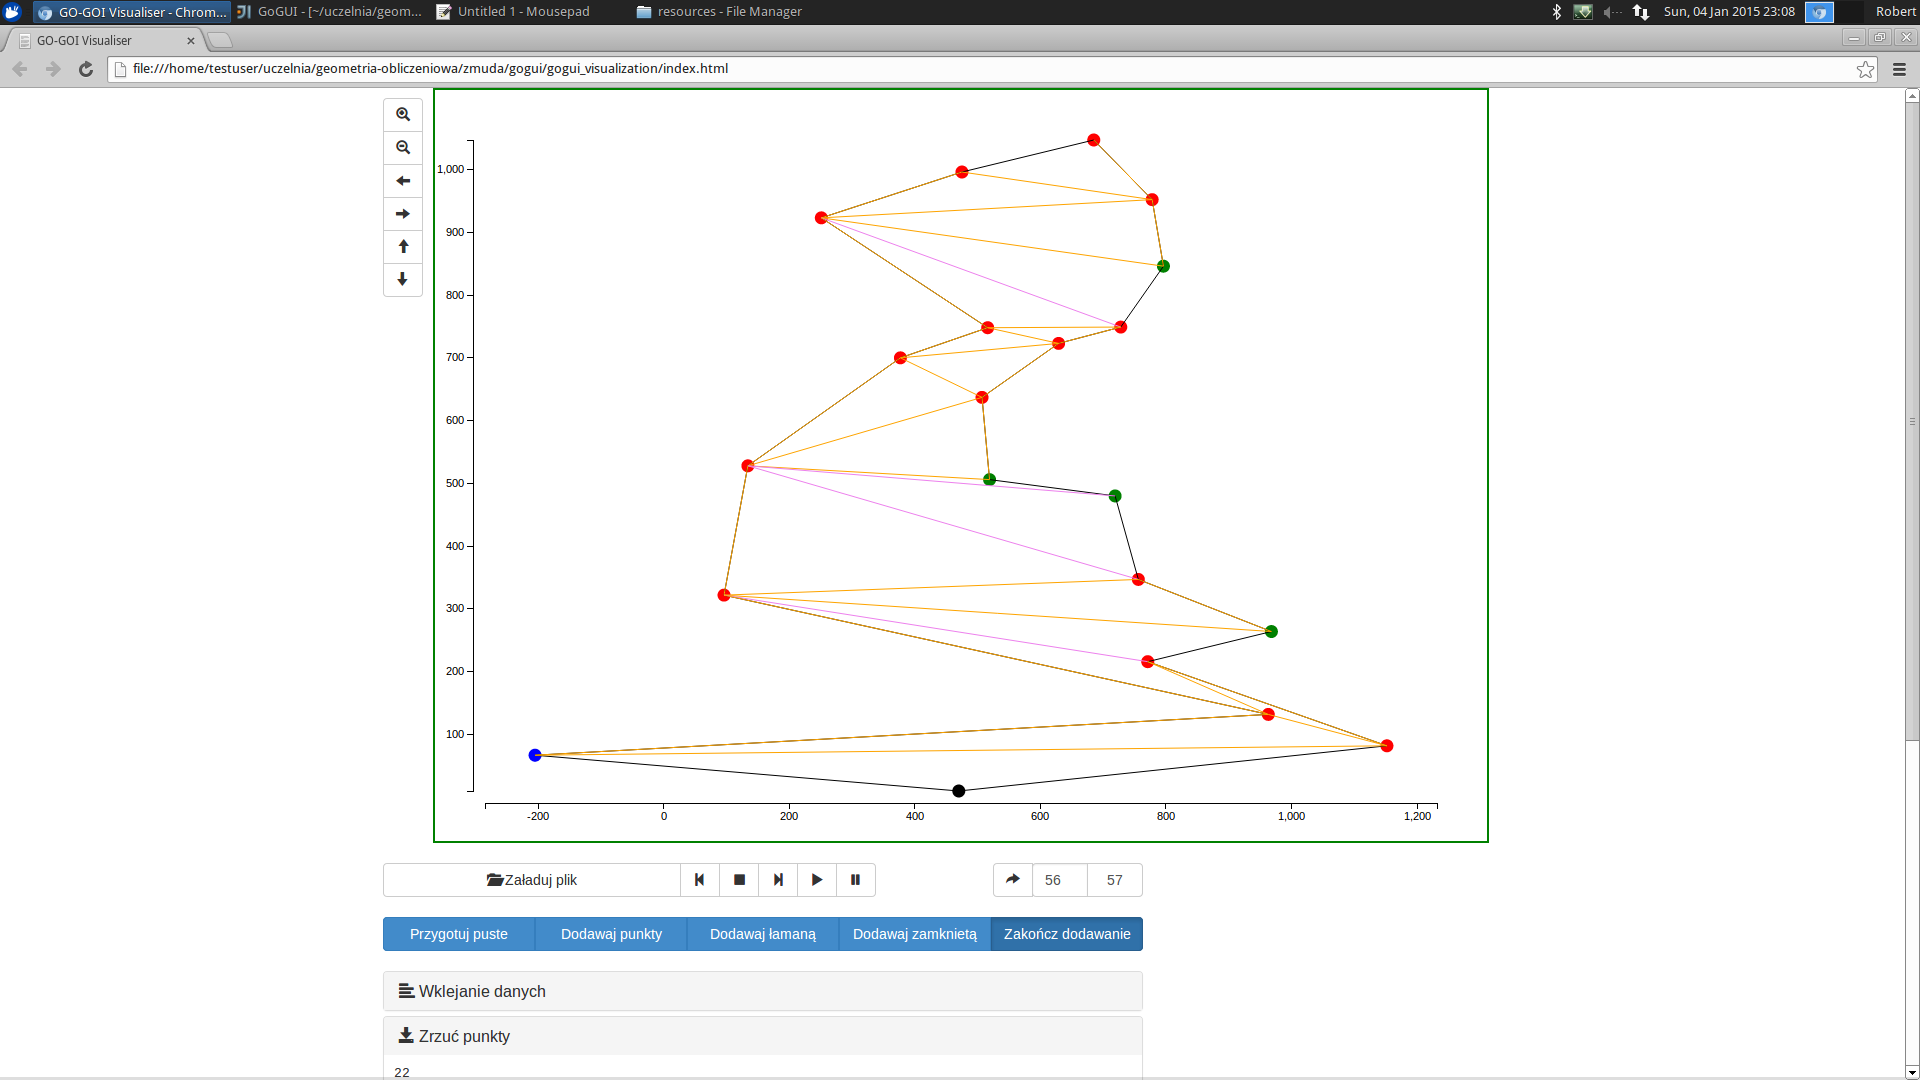 GO-GOI Visualiser - Chrom...
GoGUI - [~/uczelnia/geom...
Untitled 1 - Mousepad
resources - File Manager
Sun, 04 Jan 2015 23:08
Robert
GO-GOI Visualiser
file:///home/testuser/uczelnia/geometria-obliczeniowa/zmuda/gogui/gogui_visualization/index.html
1,000
900
800
700
600
500
400
300
200
100
-200
0
200
400
600
800
1,000
1,200
Załaduj plik
56
57
Przygotuj puste
Dodawaj punkty
Dodawaj łamaną
Dodawaj zamkniętą
Zakończ dodawanie
Wklejanie danych
Zrzuć punkty
22